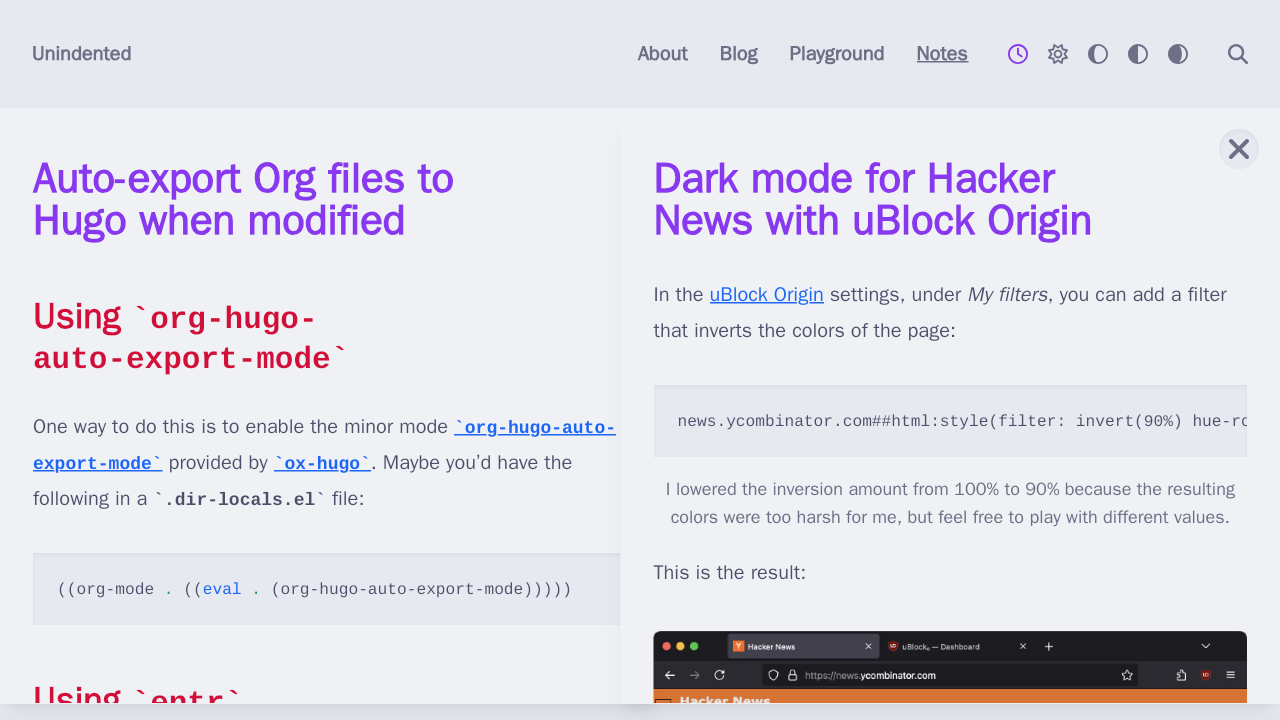 Unindented
About Blog Playground Notes
Auto-export Org files to
Hugo when modified
Using `org-hugo-
auto-export-mode`
One way to do this is to enable the minor mode `org-hugo-auto-
export-mode` provided by `ox-hugo`. Maybe you’d have the
following in a `.dir-locals.el` file:
((org-mode . ((eval . (org-hugo-auto-export-mode)))))
Using `entr`
Dark mode for Hacker
News with uBlock Origin
In the uBlock Origin settings, under My filters, you can add a filter
that inverts the colors of the page:
news.ycombinator.com##html:style(filter: invert(90%) hue-ro
I lowered the inversion amount from 100% to 90% because the resulting
colors were too harsh for me, but feel free to play with different values.
This is the result:
Hacker News
uBlock₀ — Dashboard
https://news.ycombinator.com
Hacker News